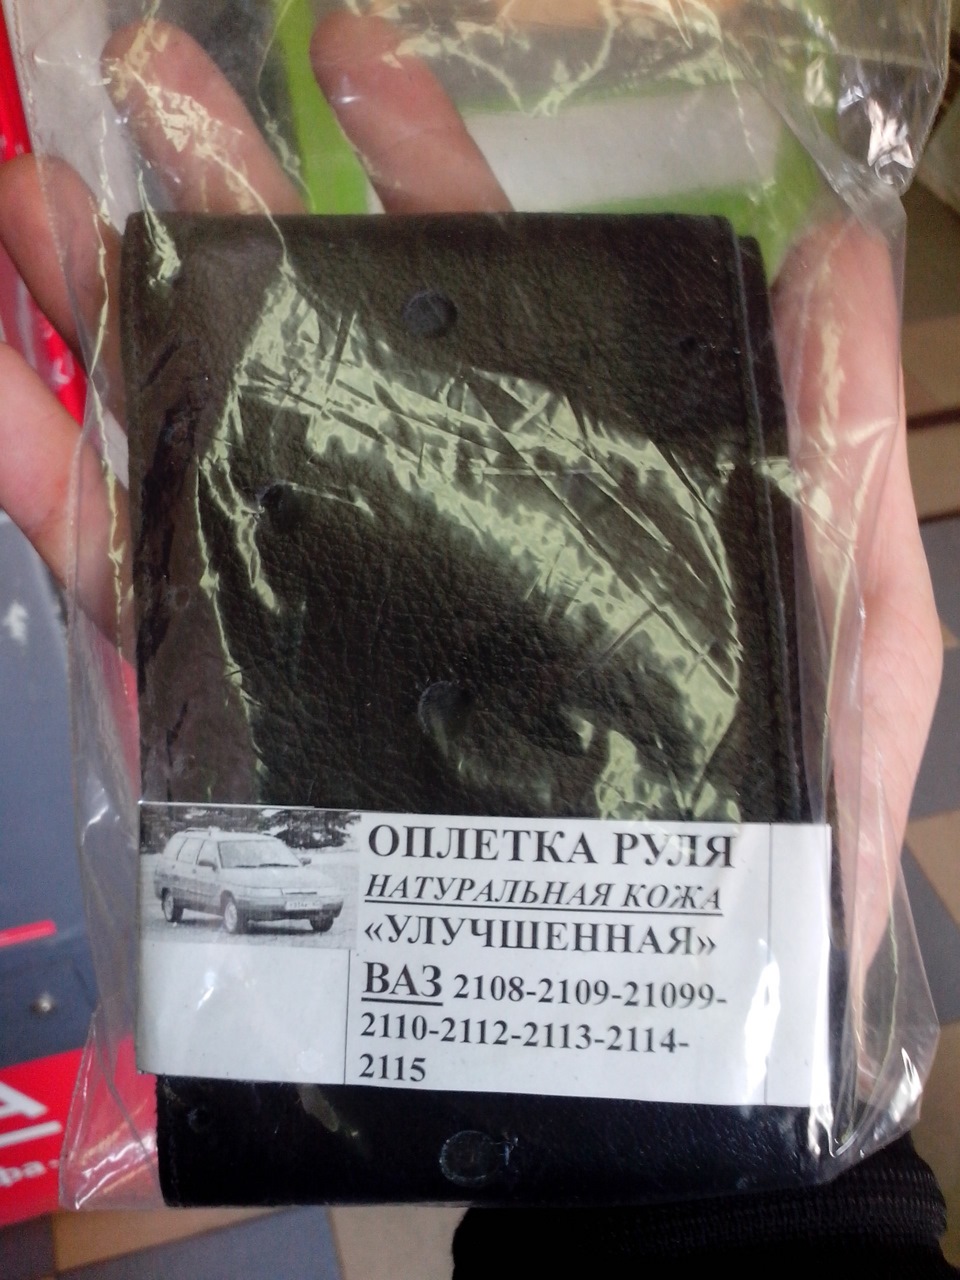 ОПЛЕТКА РУЛЯ
НАТУРАЛЬНАЯ КОЖА
«УЛУЧШЕННАЯ»
ВАЗ 2108-2109-21099-
2110-2112-2113-2114-
2115